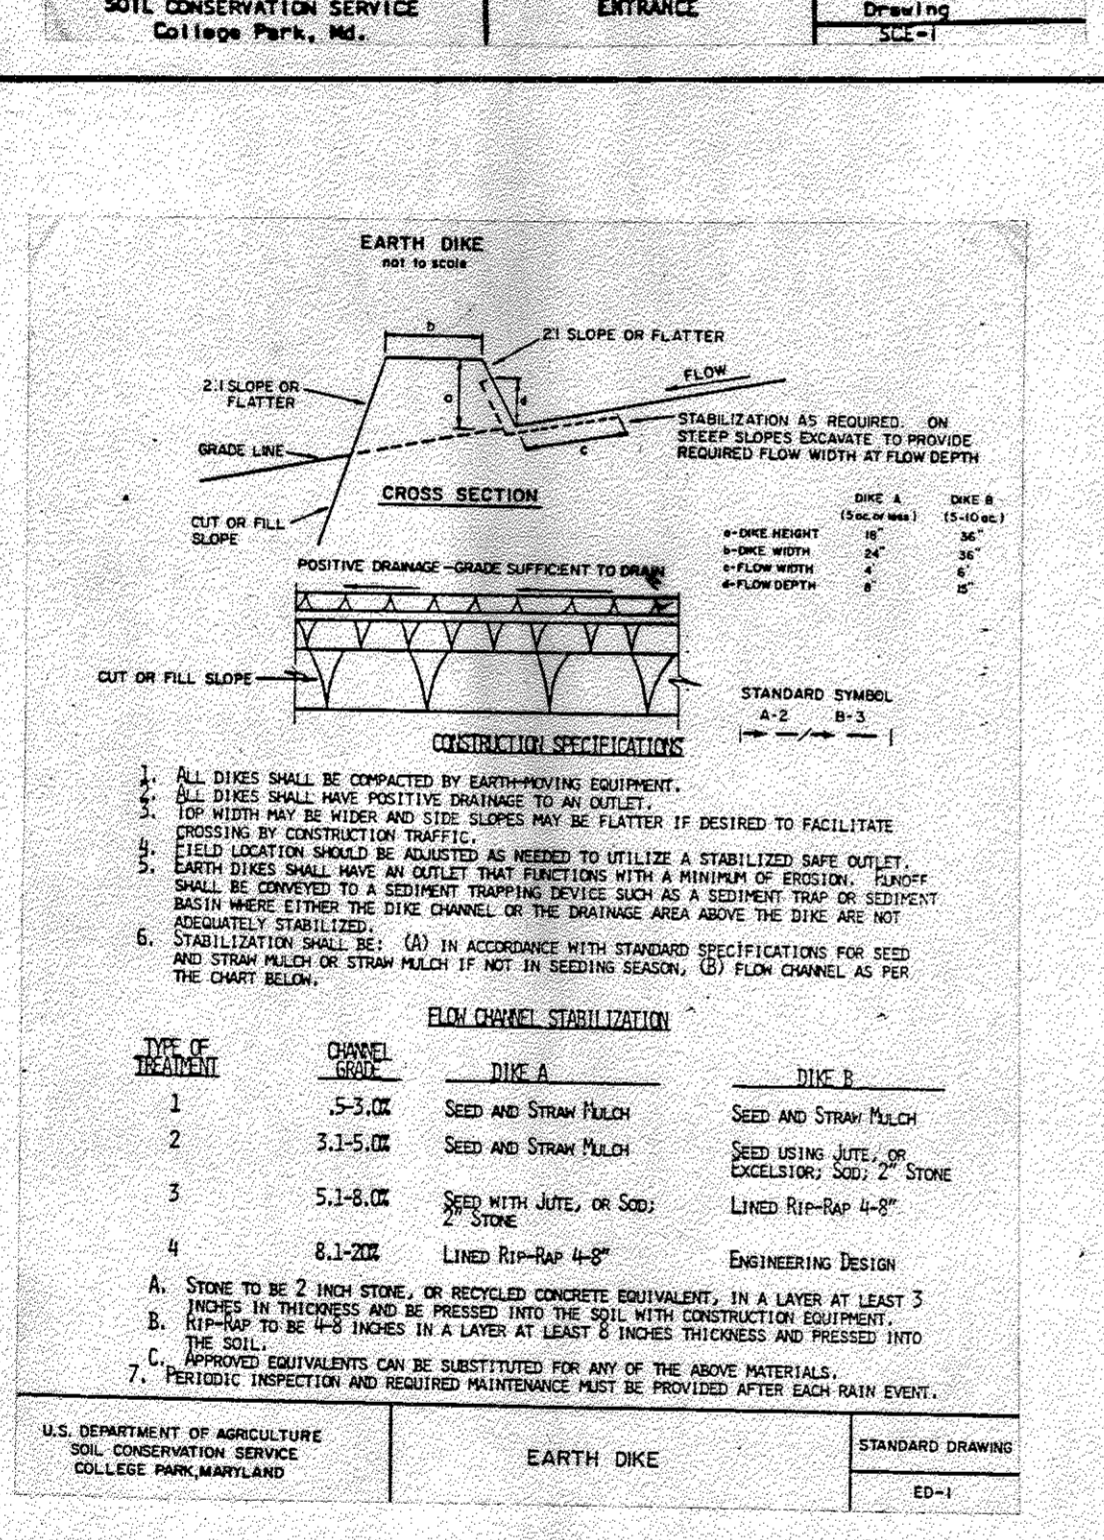 SOIL CONSERVATION SERVICE
College Park, Md.
ENTRANCE
Drawing
SCE-1
EARTH DIKE
not to scale
b
2:1 SLOPE OR FLATTER
2:1 SLOPE OR
FLATTER
FLOW
a
d
STABILIZATION AS REQUIRED. ON
STEEP SLOPES EXCAVATE TO PROVIDE
REQUIRED FLOW WIDTH AT FLOW DEPTH
GRADE LINE
c
CROSS SECTION
CUT OR FILL
SLOPE
DIKE A DIKE B
(5 ac. or less) (5-10 ac.)
a-DIKE HEIGHT 18" 36"
b-DIKE WIDTH 24" 36"
c-FLOW WIDTH 4' 6'
d-FLOW DEPTH 8" 15"
POSITIVE DRAINAGE-GRADE SUFFICENT TO DRAIN
CUT OR FILL SLOPE
STANDARD SYMBOL
A-2 B-3
CONSTRUCTION SPECIFICATIONS
1. ALL DIKES SHALL BE COMPACTED BY EARTH-MOVING EQUIPMENT.
2. ALL DIKES SHALL HAVE POSITIVE DRAINAGE TO AN OUTLET.
3. TOP WIDTH MAY BE WIDER AND SIDE SLOPES MAY BE FLATTER IF DESIRED TO FACILITATE
CROSSING BY CONSTRUCTION TRAFFIC.
4. FIELD LOCATION SHOULD BE ADJUSTED AS NEEDED TO UTILIZE A STABILIZED SAFE OUTLET.
5. EARTH DIKES SHALL HAVE AN OUTLET THAT FUNCTIONS WITH A MINIMUM OF EROSION. RUNOFF
SHALL BE CONVEYED TO A SEDIMENT TRAPPING DEVICE SUCH AS A SEDIMENT TRAP OR SEDIMENT
BASIN WHERE EITHER THE DIKE CHANNEL OR THE DRAINAGE AREA ABOVE THE DIKE ARE NOT
ADEQUATELY STABILIZED.
6. STABILIZATION SHALL BE: (A) IN ACCORDANCE WITH STANDARD SPECIFICATIONS FOR SEED
AND STRAW MULCH OR STRAW MULCH IF NOT IN SEEDING SEASON, (B) FLOW CHANNEL AS PER
THE CHART BELOW.
FLOW CHANNEL STABILIZATION
TYPE OF
TREATMENT
CHANNEL
GRADE
DIKE A
DIKE B
1 .5-3.0% SEED AND STRAW MULCH SEED AND STRAW MULCH
2 3.1-5.0% SEED AND STRAW MULCH SEED USING JUTE, OR
EXCELSIOR; SOD; 2" STONE
3 5.1-8.0% SEED WITH JUTE, OR SOD; LINED RIP-RAP 4-8"
2" STONE
4 8.1-20% LINED RIP-RAP 4-8" ENGINEERING DESIGN
A. STONE TO BE 2 INCH STONE, OR RECYCLED CONCRETE EQUIVALENT, IN A LAYER AT LEAST 3
INCHES IN THICKNESS AND BE PRESSED INTO THE SOIL WITH CONSTRUCTION EQUIPMENT.
B. RIP-RAP TO BE 4-8 INCHES IN A LAYER AT LEAST 8 INCHES THICKNESS AND PRESSED INTO
THE SOIL.
C. APPROVED EQUIVALENTS CAN BE SUBSTITUTED FOR ANY OF THE ABOVE MATERIALS.
7. PERIODIC INSPECTION AND REQUIRED MAINTENANCE MUST BE PROVIDED AFTER EACH RAIN EVENT.
U.S. DEPARTMENT OF AGRICULTURE
SOIL CONSERVATION SERVICE
COLLEGE PARK, MARYLAND
EARTH DIKE
STANDARD DRAWING
ED-1